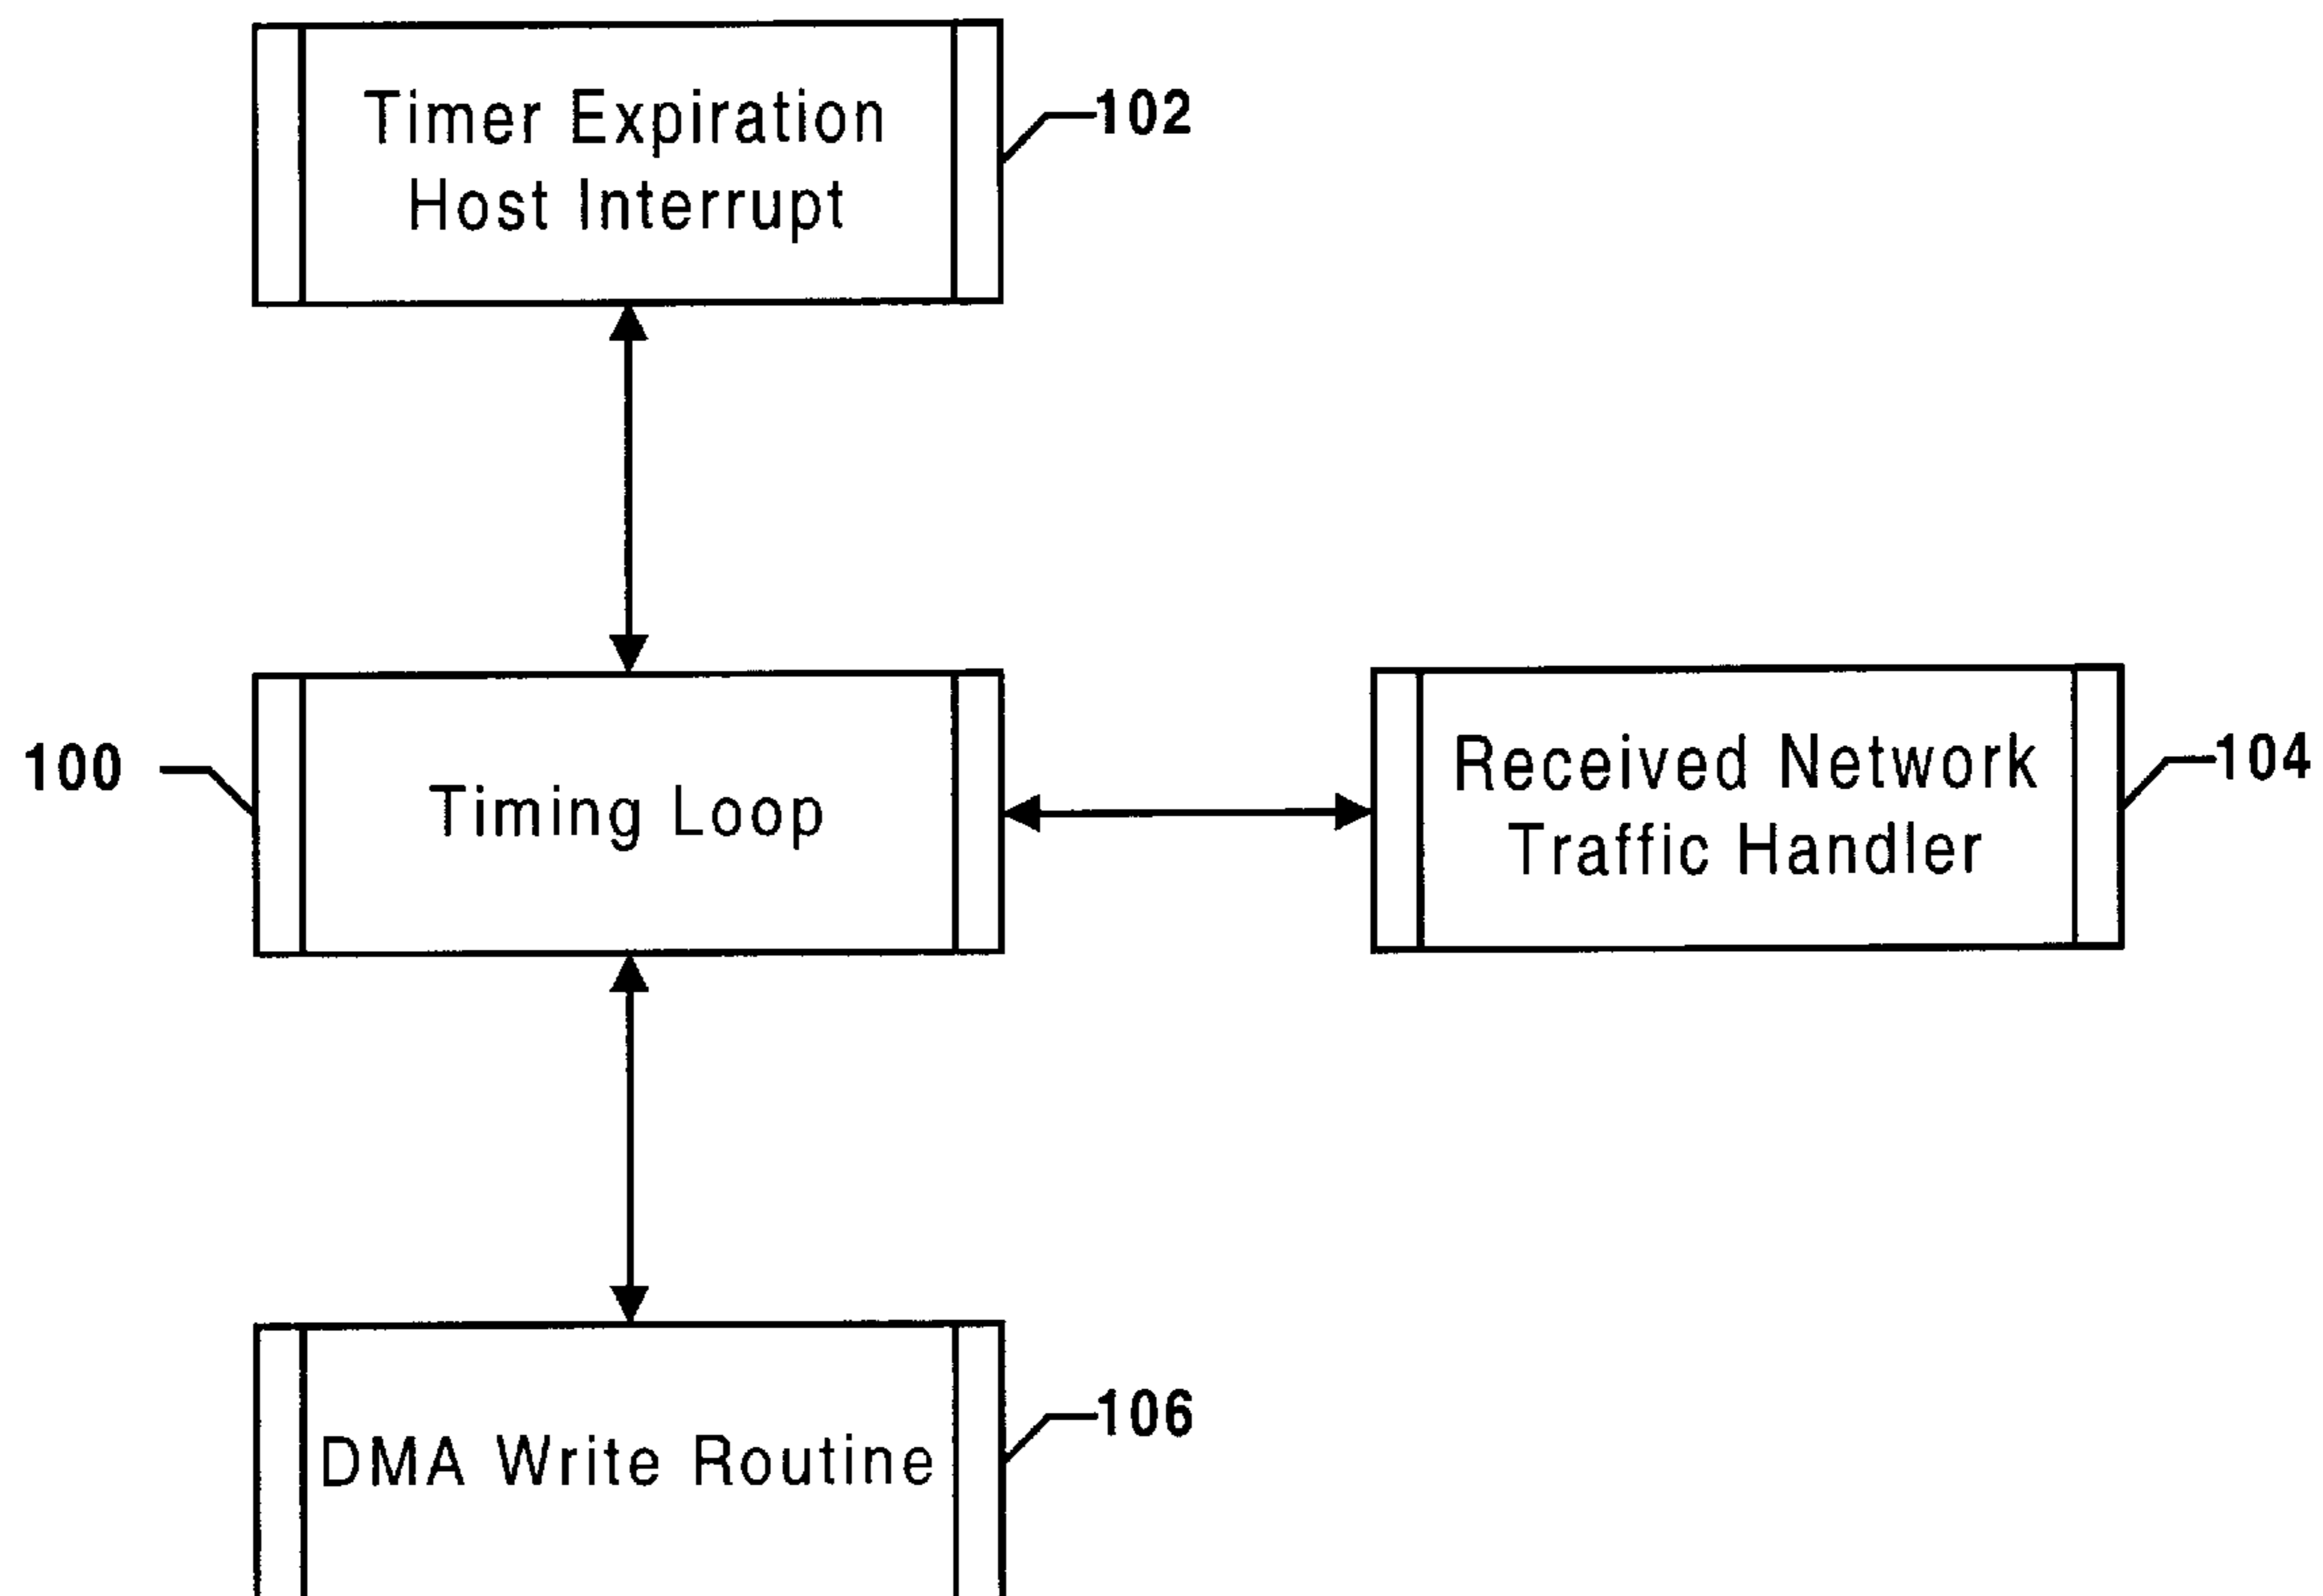 Timer Expiration
Host Interrupt
102
100
Timing Loop
Received Network
Traffic Handler
104
DMA Write Routine
106